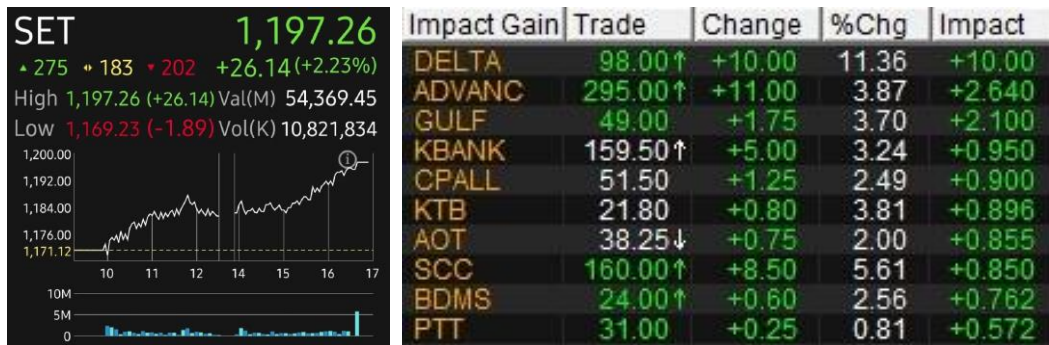 SET 1,197.26
275 183 202 +26.14 (+2.23%)
High 1,197.26 (+26.14) Val(M) 54,369.45
Low 1,169.23 (-1.89) Vol(K) 10,821,834
1,200.00
1,192.00
1,184.00
1,176.00
1,171.12
10 11 12 14 15 16 17
10M
5M
0
Impact Gain Trade Change %Chg Impact
DELTA 98.00↑ +10.00 11.36 +10.00
ADVANC 295.00↑ +11.00 3.87 +2.640
GULF 49.00 +1.75 3.70 +2.100
KBANK 159.50↑ +5.00 3.24 +0.950
CPALL 51.50 +1.25 2.49 +0.900
KTB 21.80 +0.80 3.81 +0.896
AOT 38.25↓ +0.75 2.00 +0.855
SCC 160.00↑ +8.50 5.61 +0.850
BDMS 24.00↑ +0.60 2.56 +0.762
PTT 31.00 +0.25 0.81 +0.572